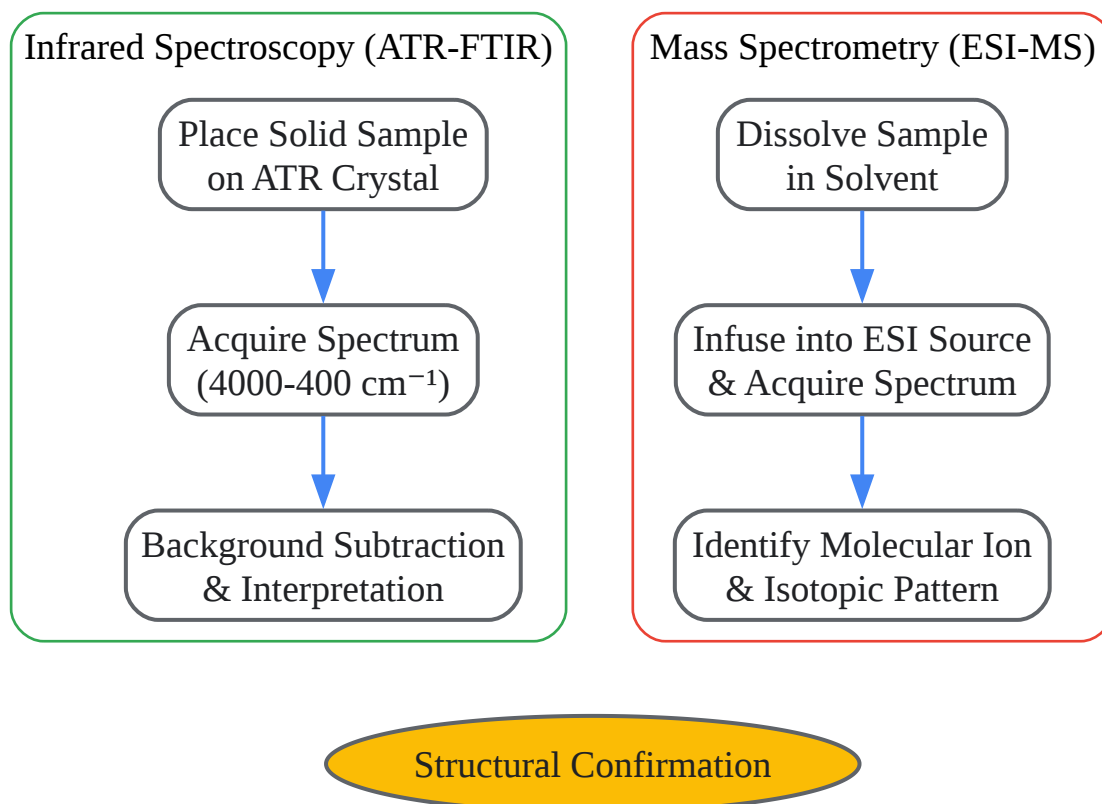 Infrared Spectroscopy (ATR-FTIR)
Place Solid Sample
on ATR Crystal
Acquire Spectrum
(4000-400 cm⁻¹)
Background Subtraction
& Interpretation
Mass Spectrometry (ESI-MS)
Dissolve Sample
in Solvent
Infuse into ESI Source
& Acquire Spectrum
Identify Molecular Ion
& Isotopic Pattern
Structural Confirmation